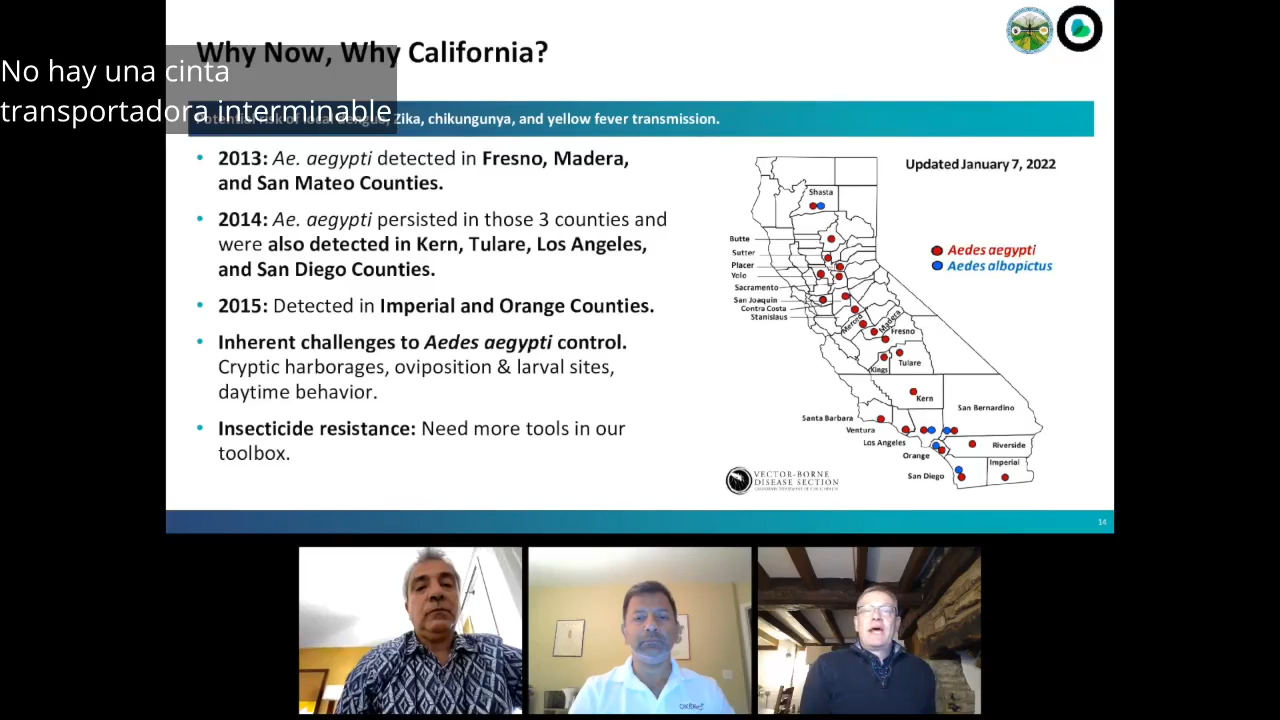 Why Now, Why California?
No hay una cinta
transportadora interminable
Potential risk of local dengue, Zika, chikungunya, and yellow fever transmission.
• 2013: Ae. aegypti detected in Fresno, Madera,
and San Mateo Counties.
• 2014: Ae. aegypti persisted in those 3 counties and
were also detected in Kern, Tulare, Los Angeles,
and San Diego Counties.
• 2015: Detected in Imperial and Orange Counties.
• Inherent challenges to Aedes aegypti control.
Cryptic harborages, oviposition & larval sites,
daytime behavior.
• Insecticide resistance: Need more tools in our
toolbox.
Updated January 7, 2022
Aedes aegypti
Aedes albopictus
Shasta
Butte
Sutter
Placer
Yolo
Sacramento
San Joaquin
Contra Costa
Stanislaus
Merced
Madera
Fresno
Kings
Tulare
Kern
San Bernardino
Santa Barbara
Ventura
Los Angeles
Orange
Riverside
San Diego
Imperial
VECTOR-BORNE
DISEASE SECTION
14